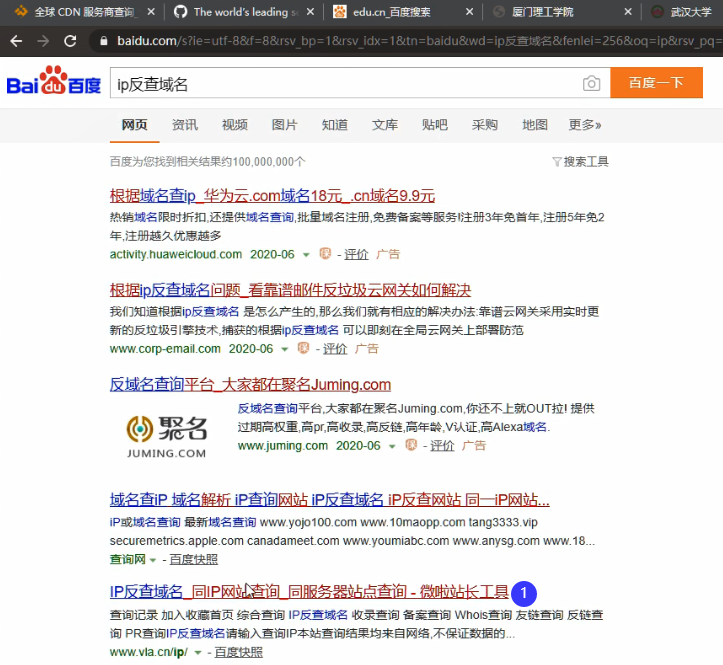 全球 CDN 服务商查询_ ×
The world's leading so ×
edu.cn_百度搜索 ×
厦门理工学院 ×
武汉大学
baidu.com/s?ie=utf-8&f=8&rsv_bp=1&rsv_idx=1&tn=baidu&wd=ip反查域名&fenlei=256&oq=ip&rsv_pq=
Bai du 百度
ip反查域名
百度一下
网页 资讯 视频 图片 知道 文库 贴吧 采购 地图 更多»
百度为您找到相关结果约100,000,000个
搜索工具
根据域名查ip_华为云.com域名18元_.cn域名9.9元
热销域名限时折扣,还提供域名查询,批量域名注册,免费备案等服务!注册3年免首年,注册5年免2
年,注册越久优惠越多
activity.huaweicloud.com 2020-06 - 评价 广告
根据ip反查域名问题_看靠谱邮件反垃圾云网关如何解决
我们知道根据ip反查域名 是怎么产生的,那么我们就有相应的解决办法:靠谱云网关采用实时更
新的反垃圾引擎技术,捕获的根据ip反查域名 可以即刻在全局云网关上部署防范
www.corp-email.com 2020-06 - 评价 广告
反域名查询平台_大家都在聚名Juming.com
聚名
JUMING.COM
反域名查询平台,大家都在聚名Juming.com,你还不上就OUT拉! 提供
过期高权重,高pr,高收录,高反链,高年龄,V认证,高Alexa域名.
www.juming.com 2020-06 - 评价 广告
域名查iP 域名解析 iP查询网站 iP反查域名 iP反查网站 同一iP网站...
iP或域名查询 最新域名查询 www.yojo100.com www.10maopp.com tang3333.vip
securemetrics.apple.com canadameet.com www.youmiabc.com www.anysg.com www.18...
查询网 - 百度快照
IP反查域名_同IP网站查询_同服务器站点查询 - 微啦站长工具 1
查询记录 加入收藏首页 综合查询 IP反查域名 收录查询 备案查询 Whois查询 友链查询 反链查
询 PR查询IP反查域名请输入查询IP本站查询结果均来自网络,不保证数据的...
www.vla.cn/ip/ - 百度快照